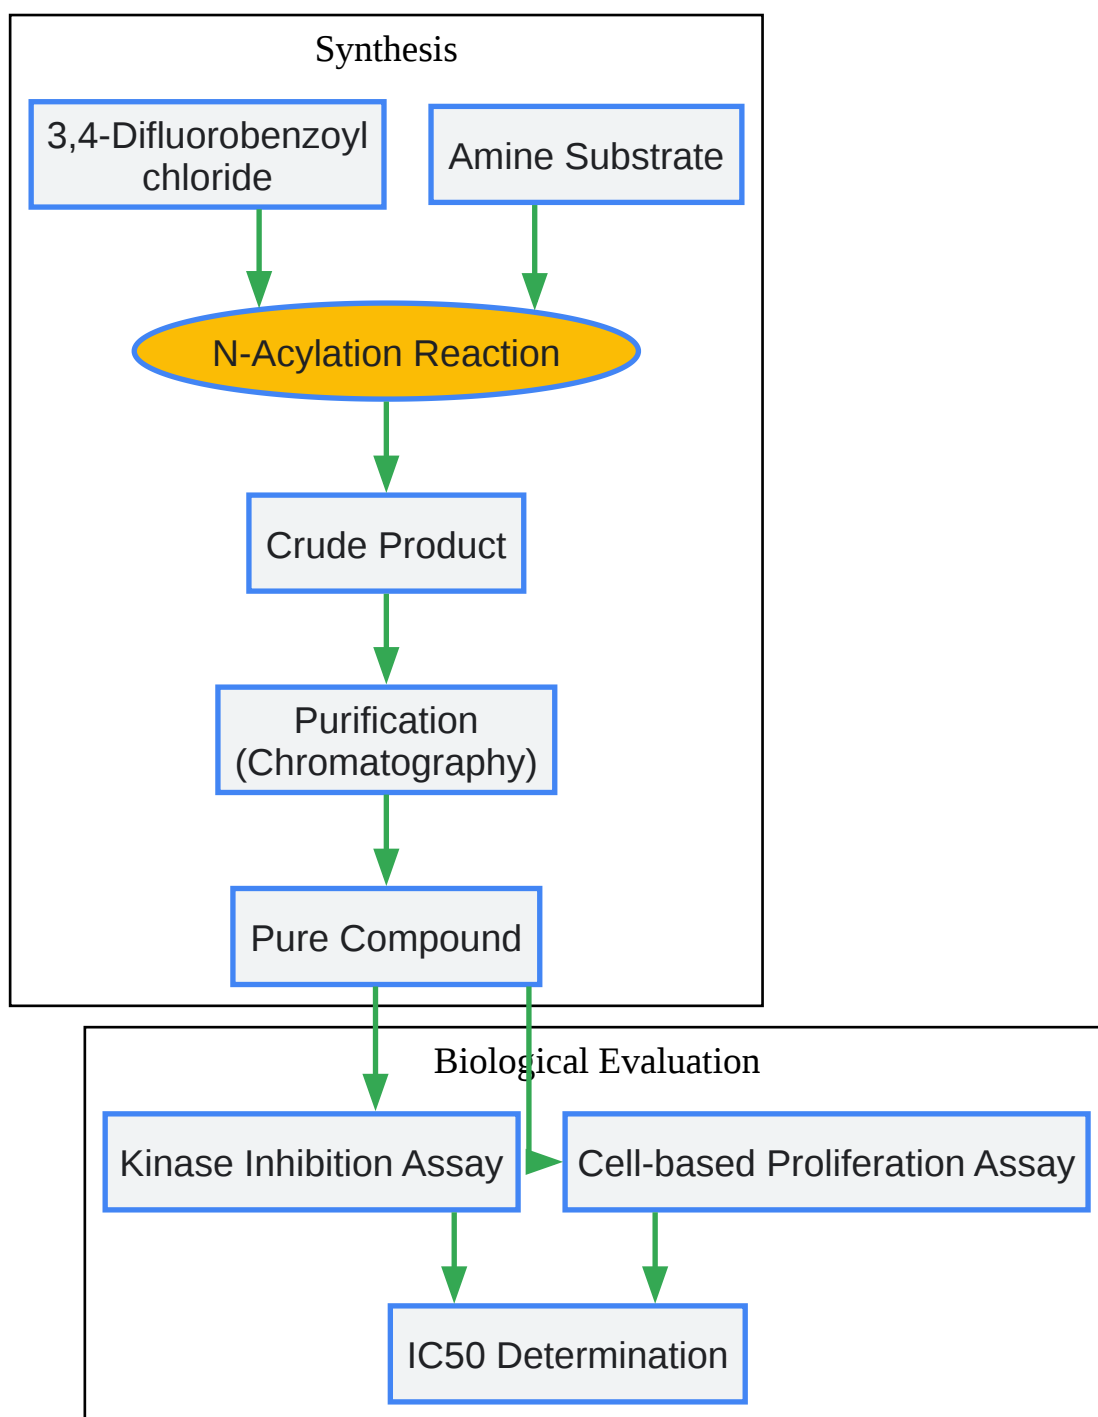 Synthesis
3,4-Difluorobenzoyl
chloride
Amine Substrate
N-Acylation Reaction
Crude Product
Purification
(Chromatography)
Pure Compound
Biological Evaluation
Kinase Inhibition Assay
Cell-based Proliferation Assay
IC50 Determination